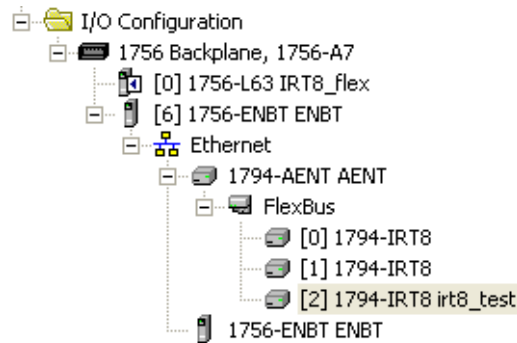 I/O Configuration
1756 Backplane, 1756-A7
[0] 1756-L63 IRT8_flex
[6] 1756-ENBT ENBT
Ethernet
1794-AENT AENT
FlexBus
[0] 1794-IRT8
[1] 1794-IRT8
[2] 1794-IRT8 irt8_test
1756-ENBT ENBT